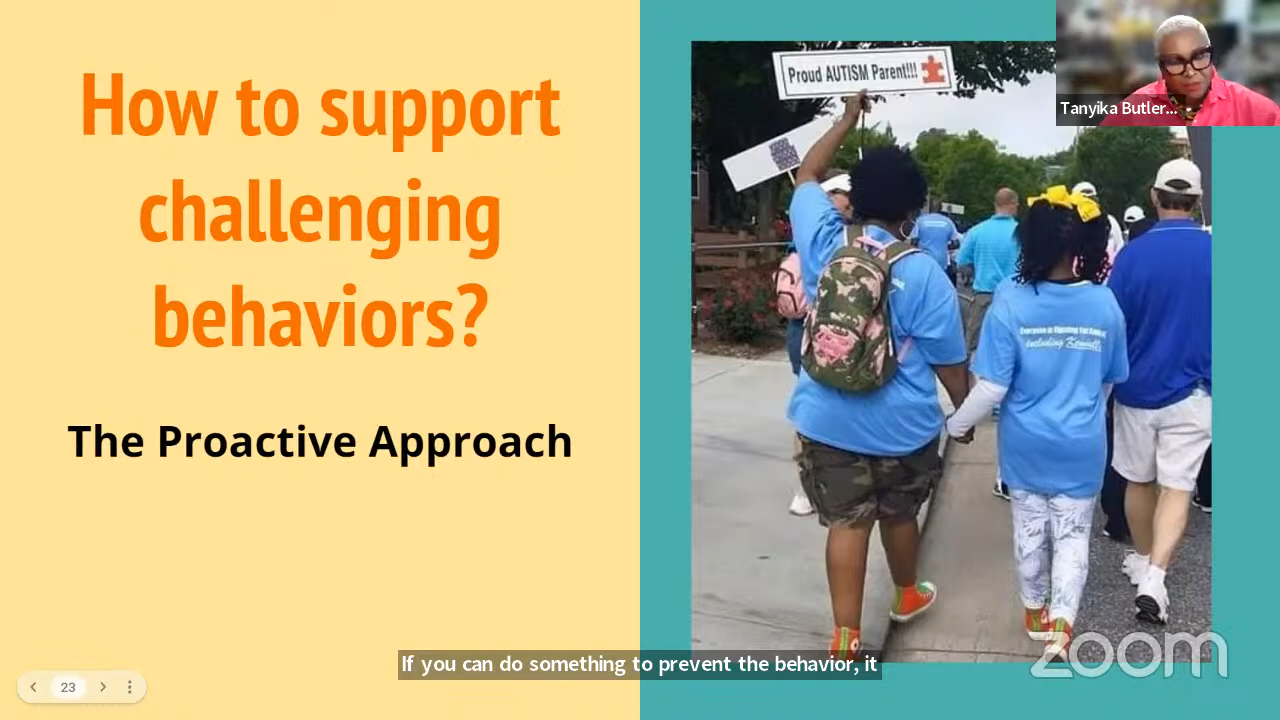 How to support
challenging
behaviors?
The Proactive Approach
Proud AUTISM Parent!!!
Tanyika Butler...
including
If you can do something to prevent the behavior, it
zoom
23